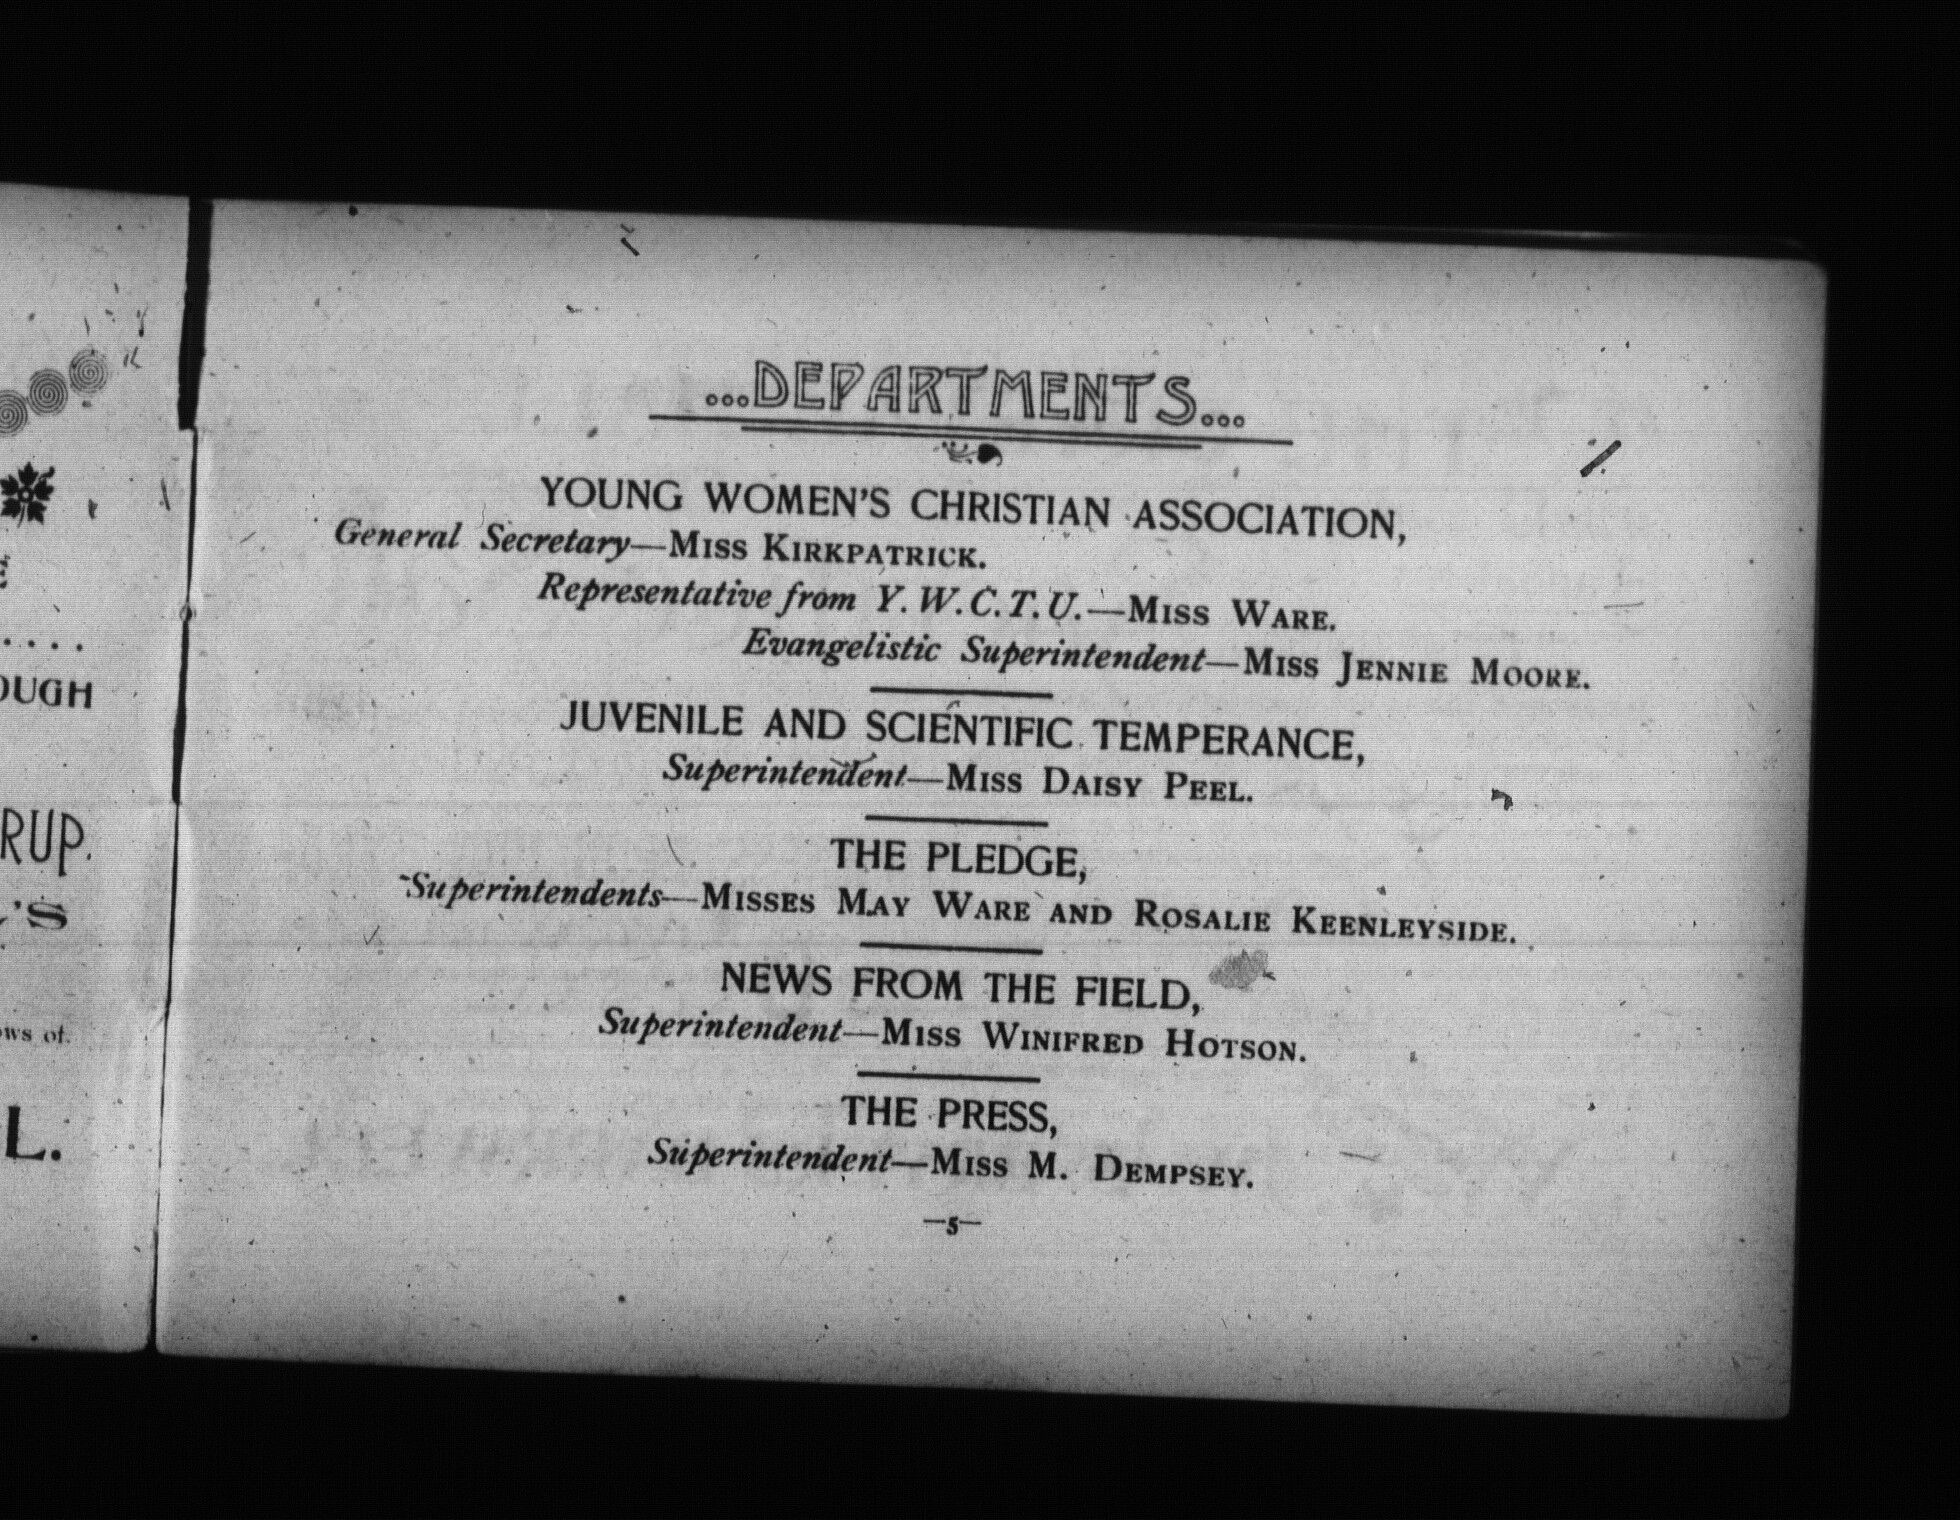 ...DEPARTMENTS...
YOUNG WOMEN'S CHRISTIAN ASSOCIATION,
General Secretary—MISS KIRKPATRICK.
Representative from Y. W. C. T. U.—MISS WARE.
Evangelistic Superintendent—MISS JENNIE MOORE.
JUVENILE AND SCIENTIFIC TEMPERANCE,
Superintendent—MISS DAISY PEEL.
THE PLEDGE,
Superintendents—MISSES MAY WARE AND ROSALIE KEENLEYSIDE.
NEWS FROM THE FIELD,
Superintendent—MISS WINIFRED HOTSON.
THE PRESS,
Superintendent—MISS M. DEMPSEY.
—5—